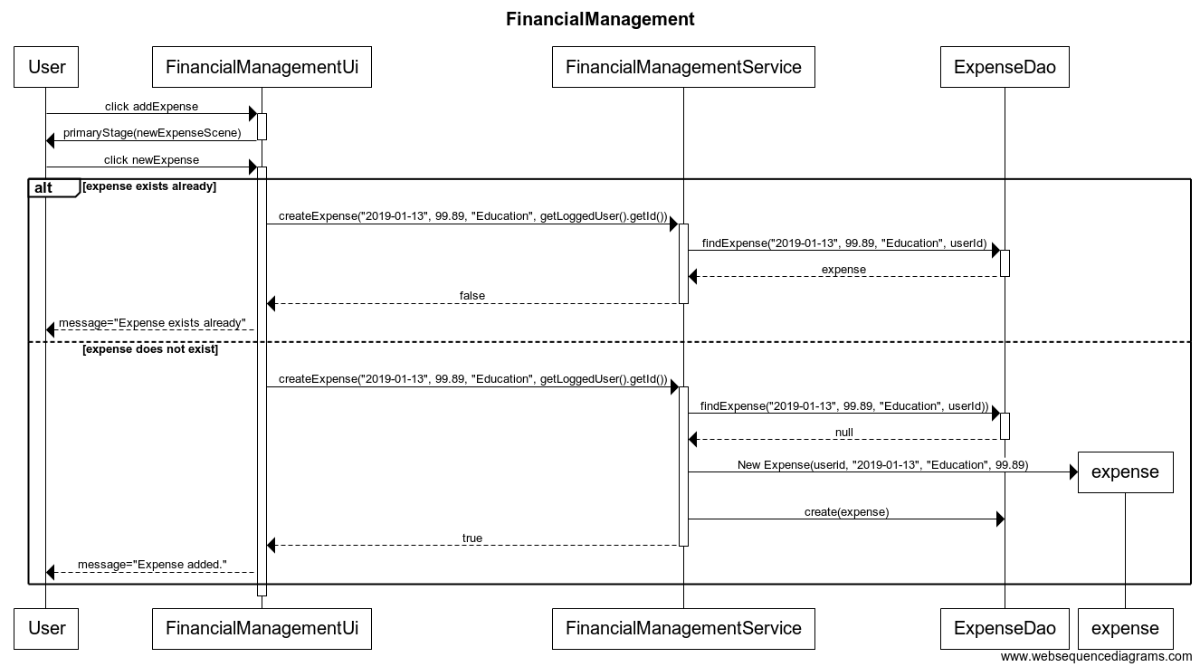 FinancialManagement
User
FinancialManagementUi
FinancialManagementService
ExpenseDao
click addExpense
primaryStage(newExpenseScene)
click newExpense
alt
[expense exists already]
createExpense("2019-01-13", 99.89, "Education", getLoggedUser().getId())
findExpense("2019-01-13", 99.89, "Education", userId)
expense
false
message="Expense exists already"
[expense does not exist]
createExpense("2019-01-13", 99.89, "Education", getLoggedUser().getId())
findExpense("2019-01-13", 99.89, "Education", userId))
null
New Expense(userId, "2019-01-13", "Education", 99.89)
expense
create(expense)
true
message="Expense added."
User
FinancialManagementUi
FinancialManagementService
ExpenseDao
expense
www.websequencediagrams.com